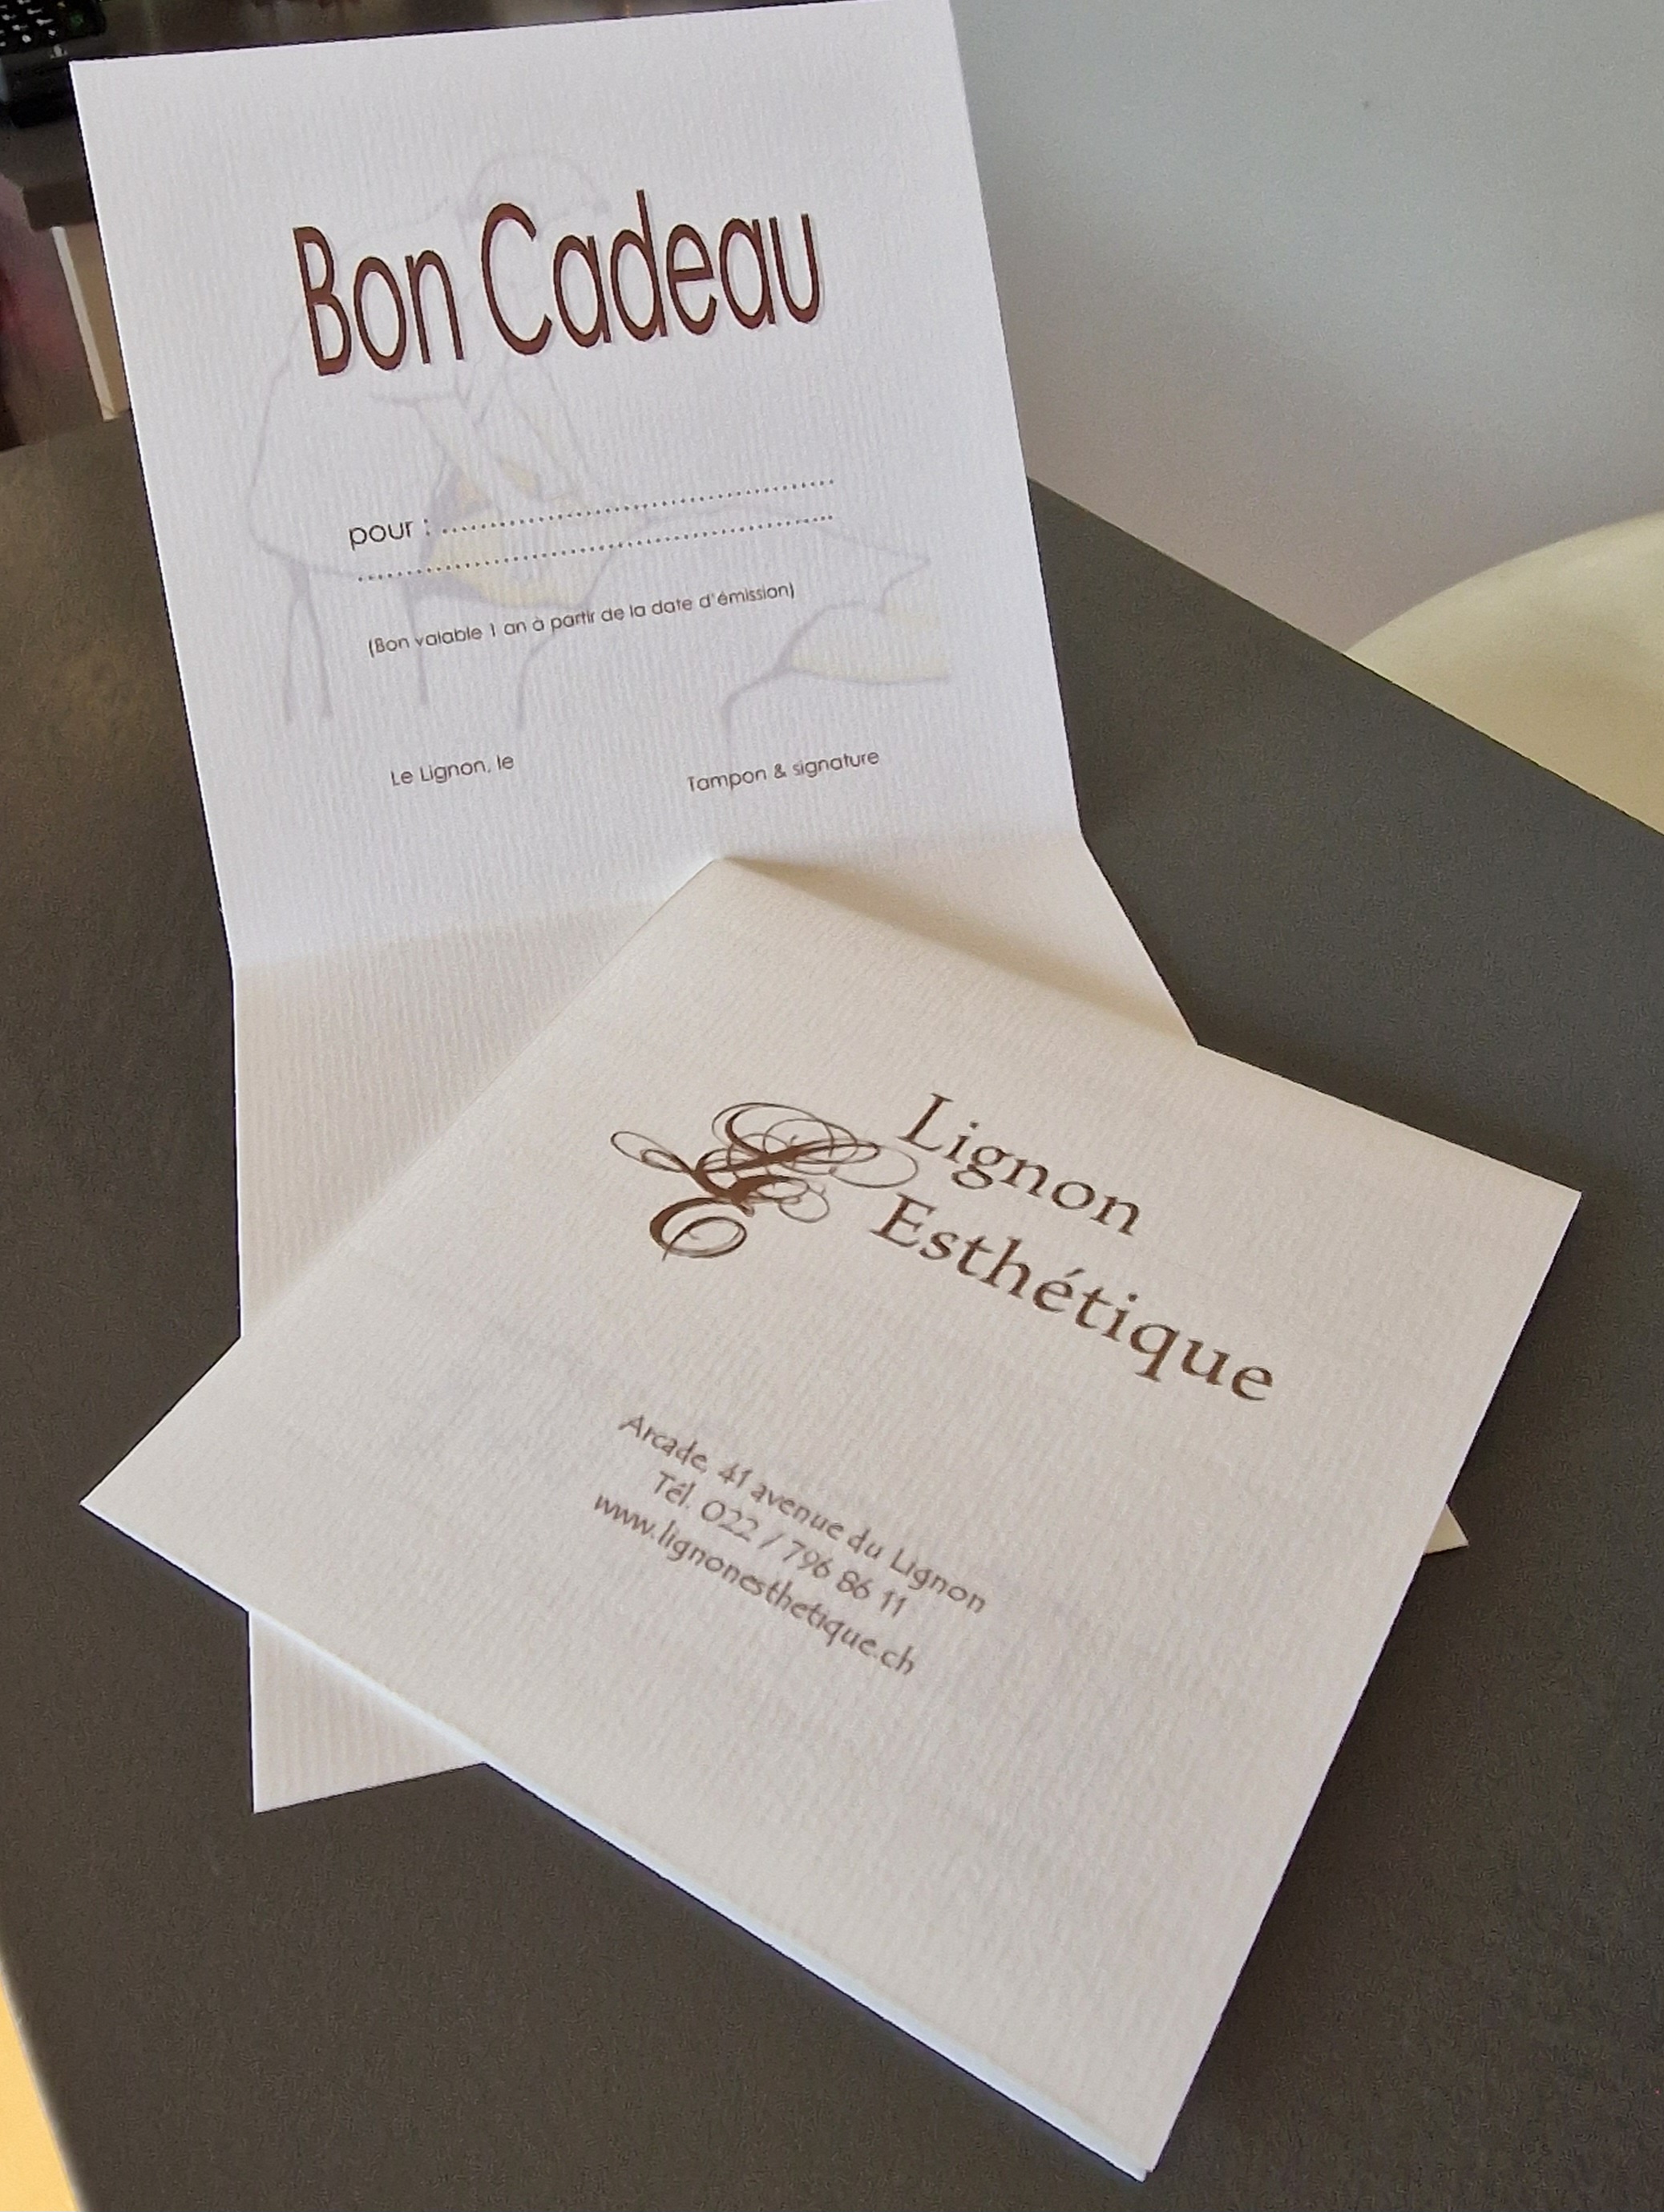 Bon Cadeau
pour : ........................................................
........................................................................
(Bon valable 1 an à partir de la date d'émission)
Le Lignon, le
Tampon & signature
LE
Lignon
Esthétique
Arcade, 41 avenue du Lignon
Tél. 022 / 796 86 11
www.lignonesthetique.ch